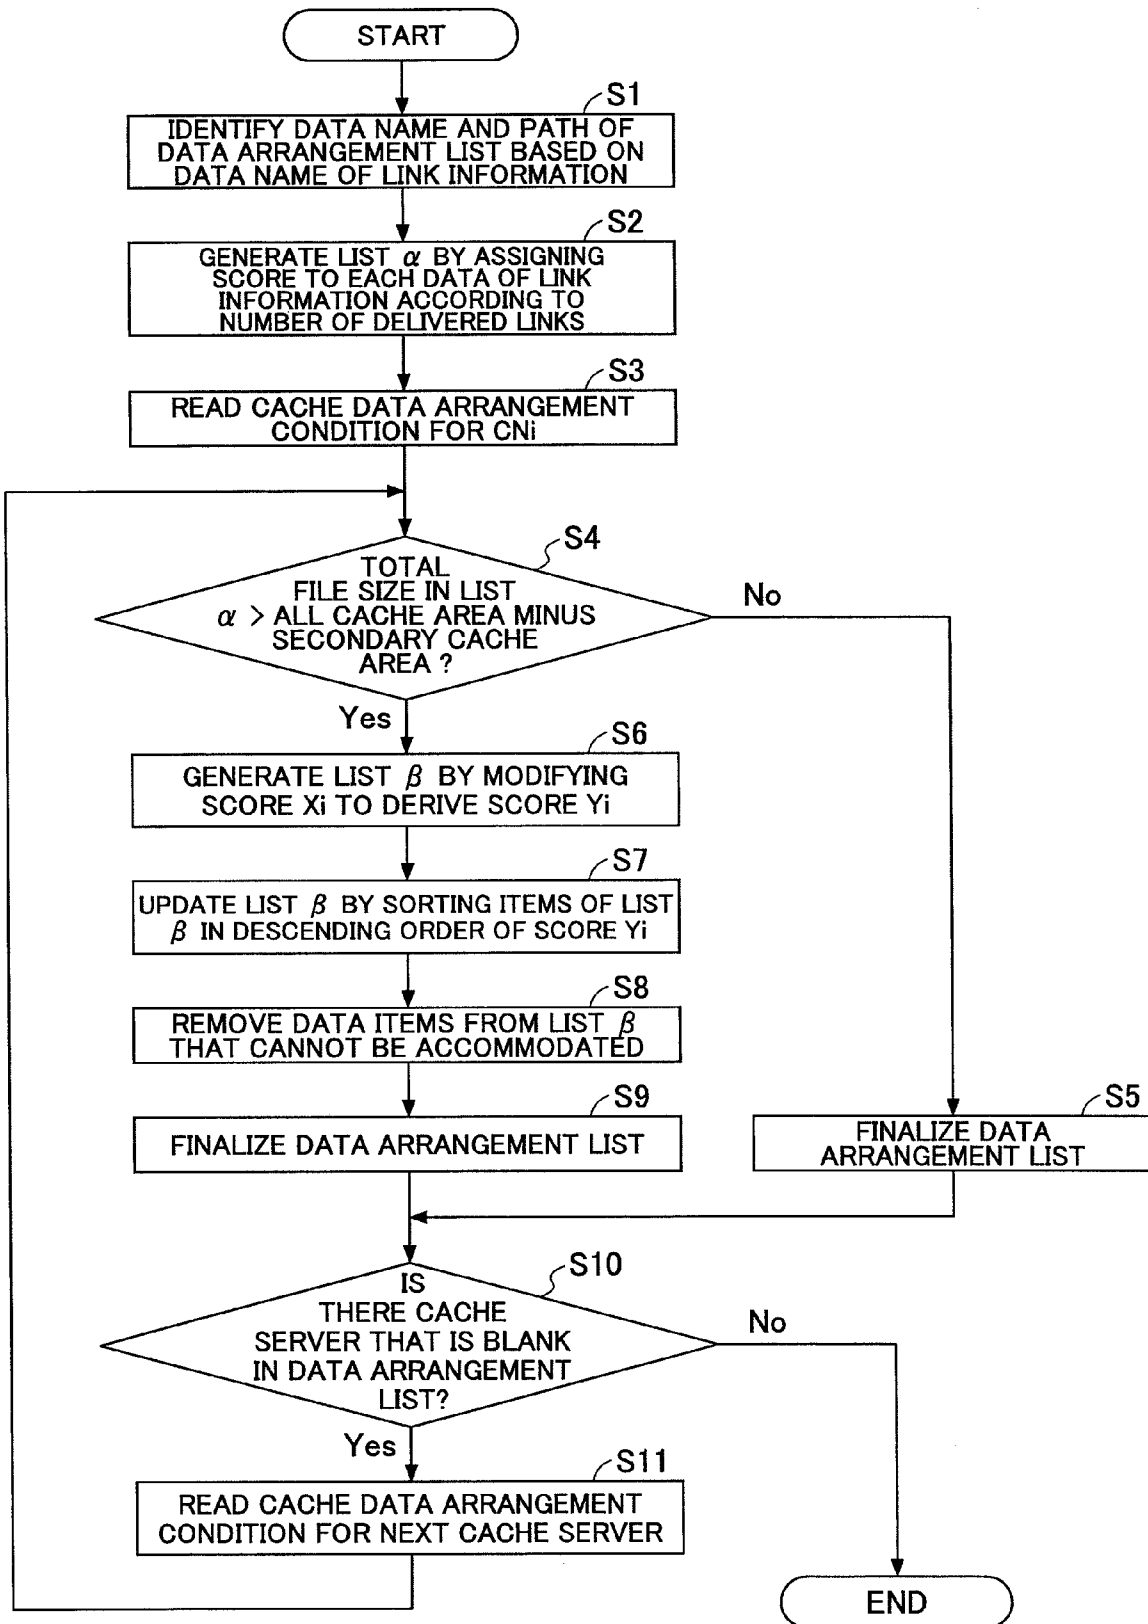 START
S1
IDENTIFY DATA NAME AND PATH OF
DATA ARRANGEMENT LIST BASED ON
DATA NAME OF LINK INFORMATION
S2
GENERATE LIST α BY ASSIGNING
SCORE TO EACH DATA OF LINK
INFORMATION ACCORDING TO
NUMBER OF DELIVERED LINKS
S3
READ CACHE DATA ARRANGEMENT
CONDITION FOR CNi
S4
TOTAL
FILE SIZE IN LIST
α > ALL CACHE AREA MINUS
SECONDARY CACHE
AREA ?
No
Yes
S6
GENERATE LIST β BY MODIFYING
SCORE Xi TO DERIVE SCORE Yi
S7
UPDATE LIST β BY SORTING ITEMS OF LIST
β IN DESCENDING ORDER OF SCORE Yi
S8
REMOVE DATA ITEMS FROM LIST β
THAT CANNOT BE ACCOMMODATED
S9
FINALIZE DATA ARRANGEMENT LIST
S5
FINALIZE DATA
ARRANGEMENT LIST
S10
IS
THERE CACHE
SERVER THAT IS BLANK
IN DATA ARRANGEMENT
LIST?
No
Yes
S11
READ CACHE DATA ARRANGEMENT
CONDITION FOR NEXT CACHE SERVER
END